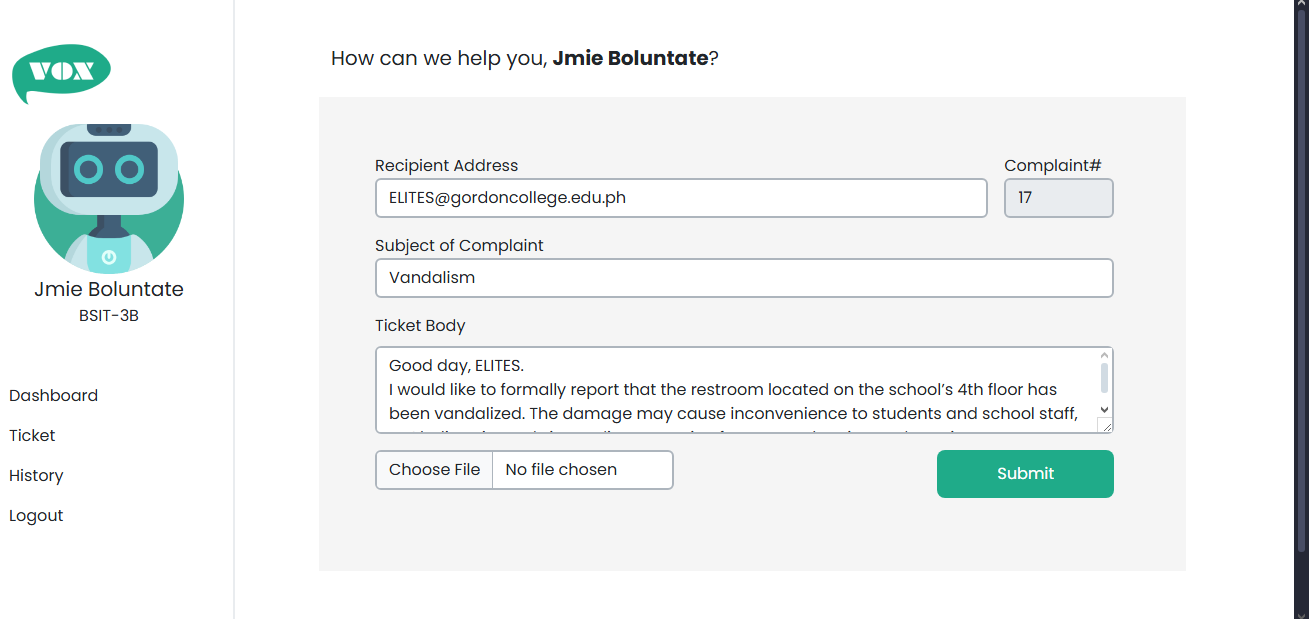 VOX
Jmie Boluntate
BSIT-3B
Dashboard
Ticket
History
Logout
How can we help you, Jmie Boluntate?
Recipient Address
ELITES@gordoncollege.edu.ph
Complaint#
17
Subject of Complaint
Vandalism
Ticket Body
Good day, ELITES.
I would like to formally report that the restroom located on the school’s 4th floor has
been vandalized. The damage may cause inconvenience to students and school staff,
Choose File
No file chosen
Submit